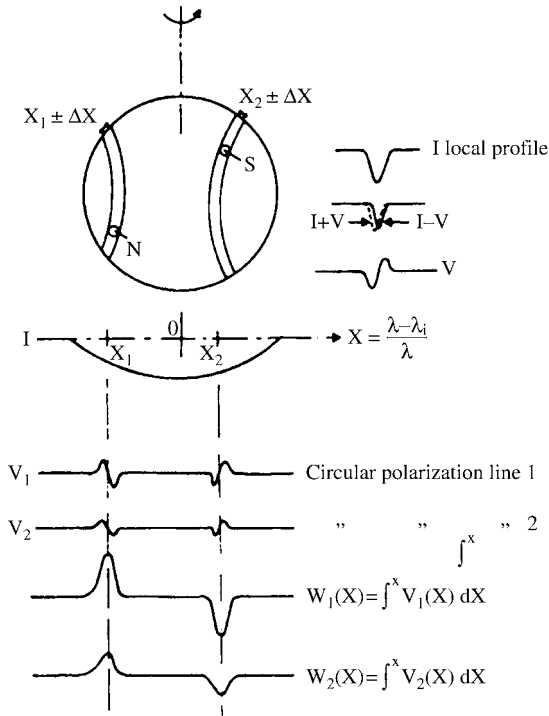 X₁ ± ΔX
X₂ ± ΔX
S
N
I local profile
I+V
I–V
V
I
0
X₁
X₂
X = (λ–λᵢ)/λ
V₁
Circular polarization line 1
V₂
„ „ „ 2
∫ˣ
W₁(X)=∫ˣ V₁(X) dX
W₂(X)=∫ˣ V₂(X) dX